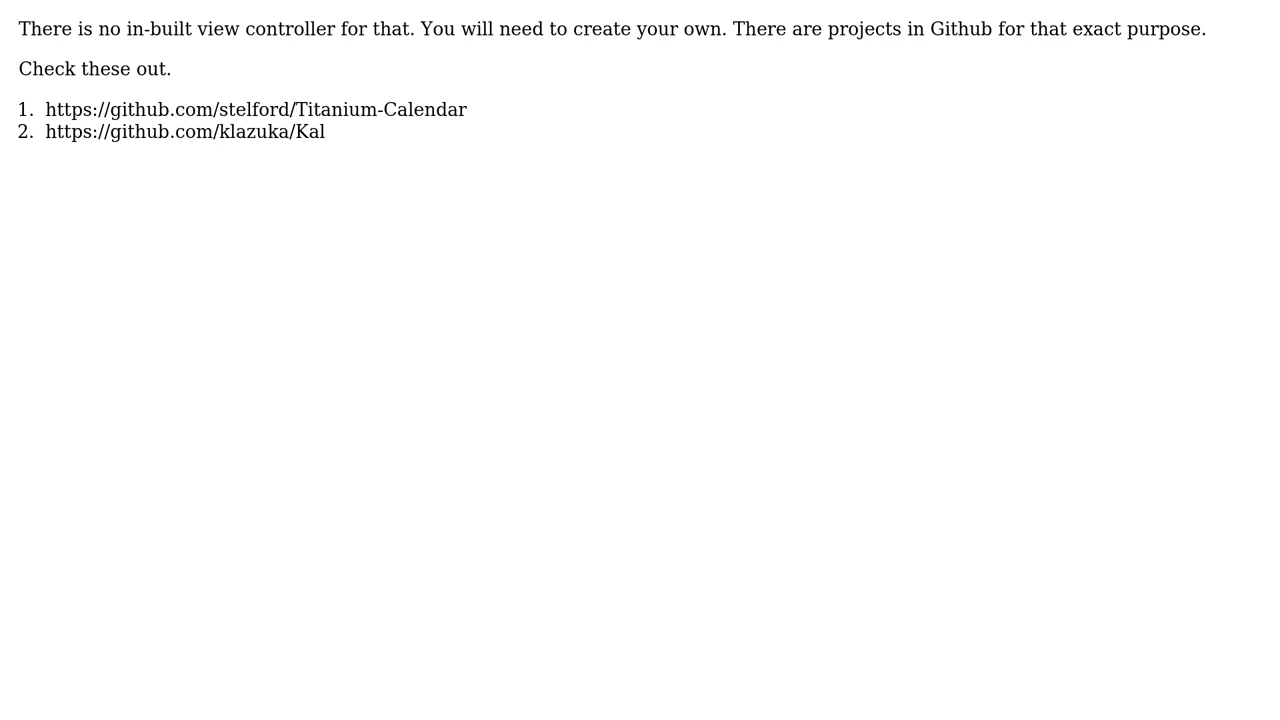 There is no in-built view controller for that. You will need to create your own. There are projects in Github for that exact purpose.
Check these out.
1. https://github.com/stelford/Titanium-Calendar
2. https://github.com/klazuka/Kal